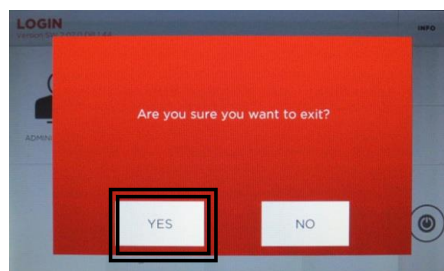 LOGIN
INFO
ADMIN
Are you sure you want to exit?
YES
NO